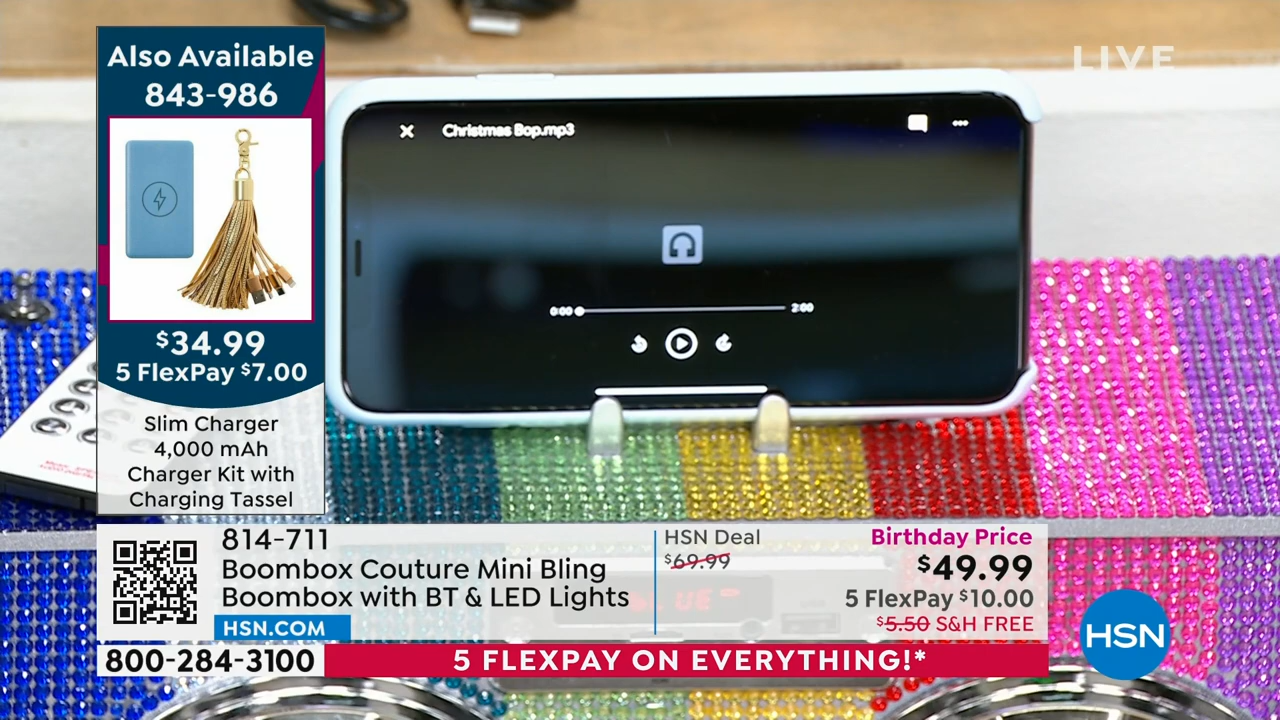 LIVE
Also Available
843-986
$34.99
5 FlexPay $7.00
Slim Charger
4,000 mAh
Charger Kit with
Charging Tassel
Christmas Bop.mp3
0:00
2:00
814-711
Boombox Couture Mini Bling
Boombox with BT & LED Lights
HSN.COM
HSN Deal
$69.99
Birthday Price
$49.99
5 FlexPay $10.00
$5.50 S&H FREE
HSN
800-284-3100
5 FLEXPAY ON EVERYTHING!*